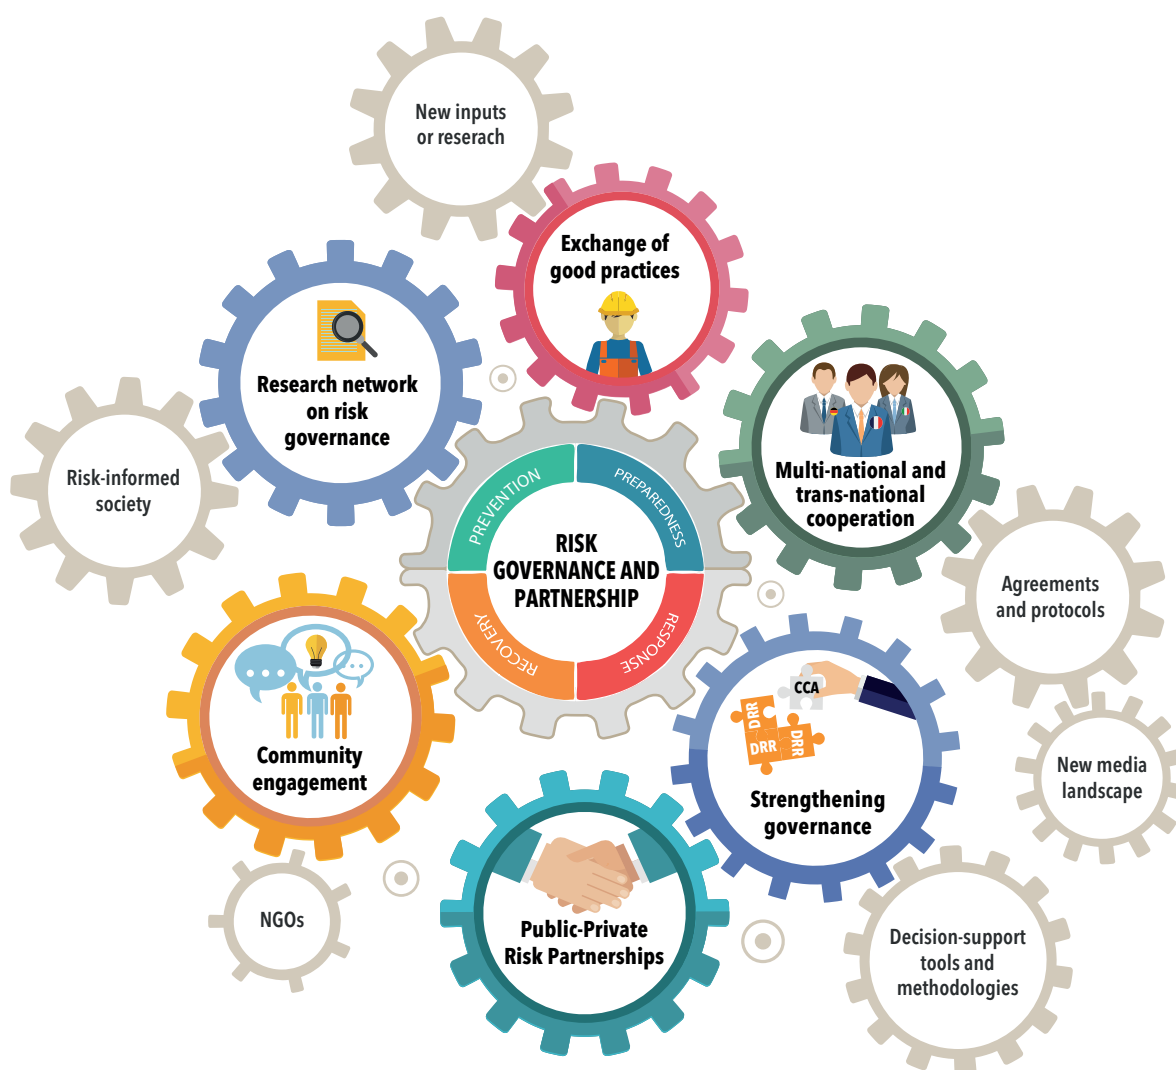 New inputs
or reserach
Exchange of
good practices
Research network
on risk
governance
Multi-national and
trans-national
cooperation
Risk-informed
society
PREVENTION
PREPAREDNESS
RISK
GOVERNANCE AND
PARTNERSHIP
RECOVERY
RESPONSE
Agreements
and protocols
CCA
DRR
DRR
DRR
Strengthening
governance
Community
engagement
New media
landscape
NGOs
Public-Private
Risk Partnerships
Decision-support
tools and
methodologies